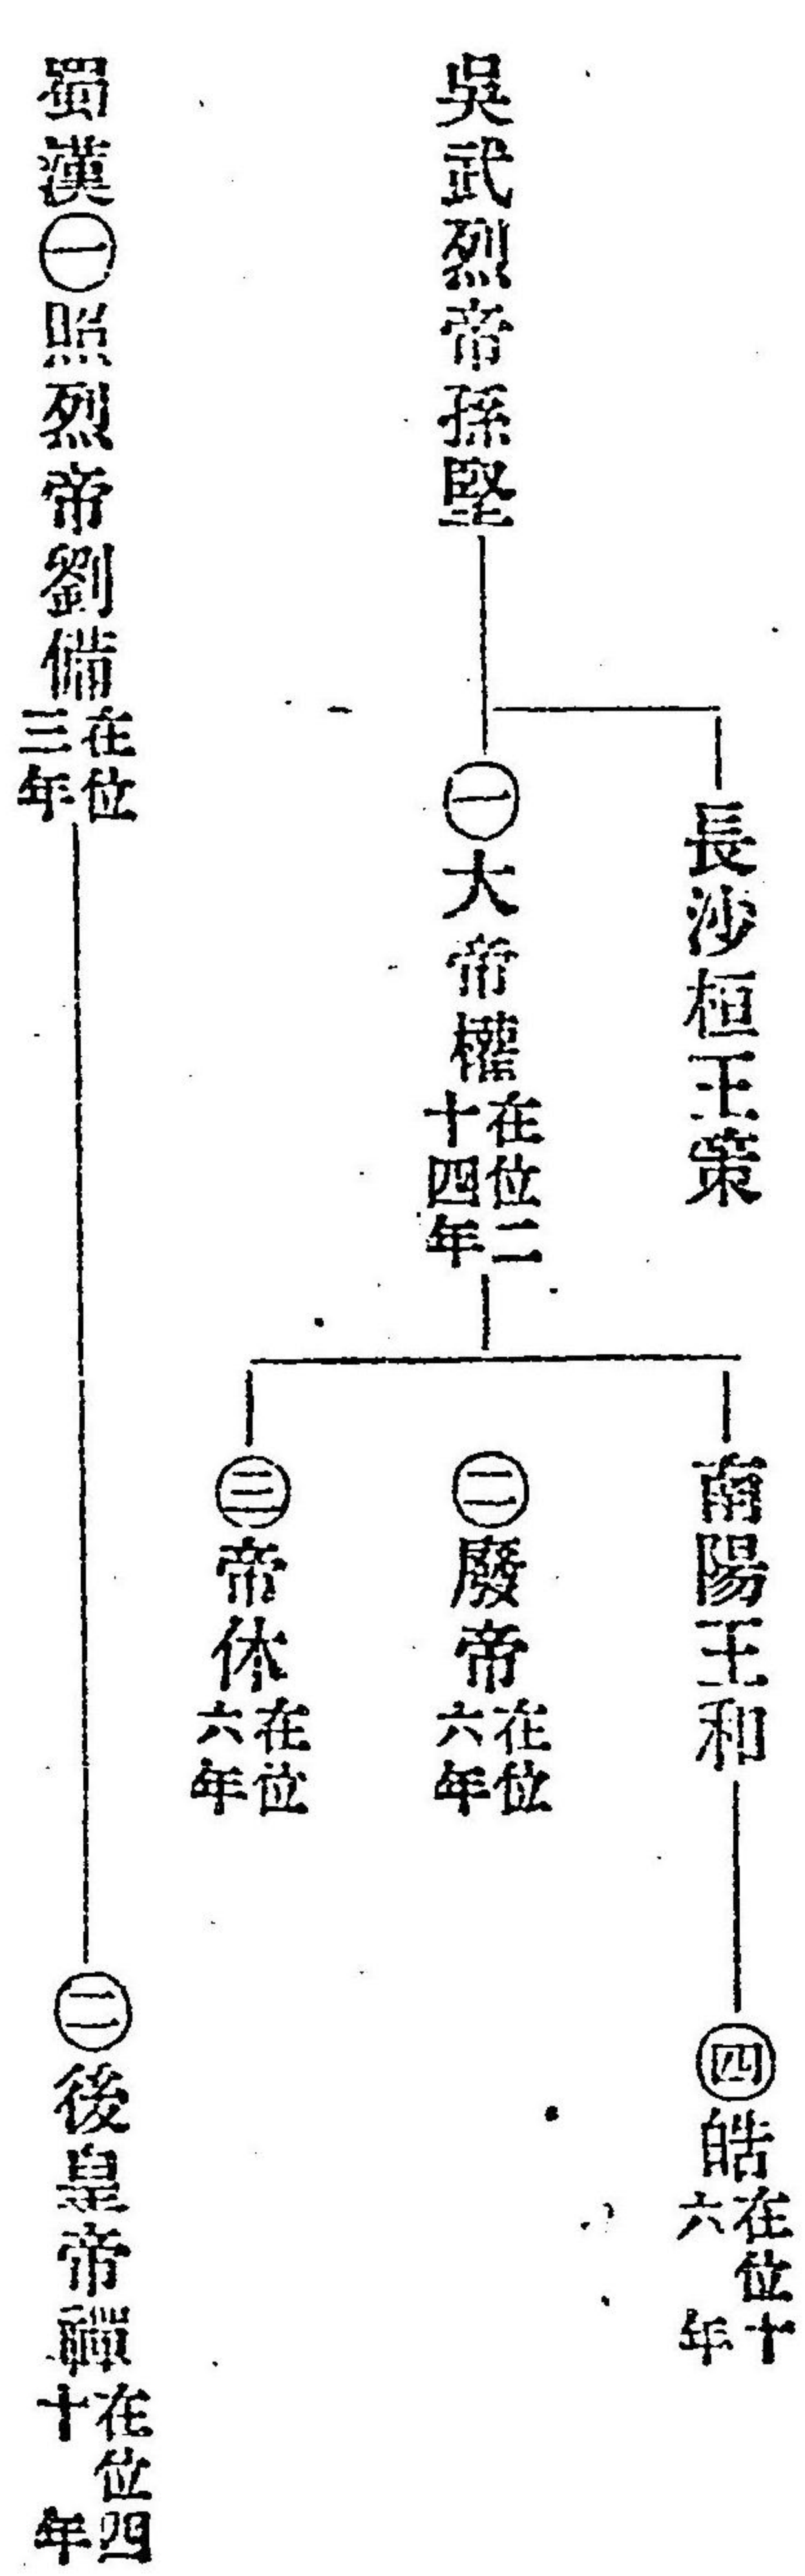 吳武烈帝孫堅
長沙桓王策
㊀大帝權在位二十四年
南陽王和
㊃皓在位十六年
㊁廢帝在位六年
㊂帝休在位六年
蜀漢㊀照烈帝劉備在位三年
㊁後皇帝禪在位四十年